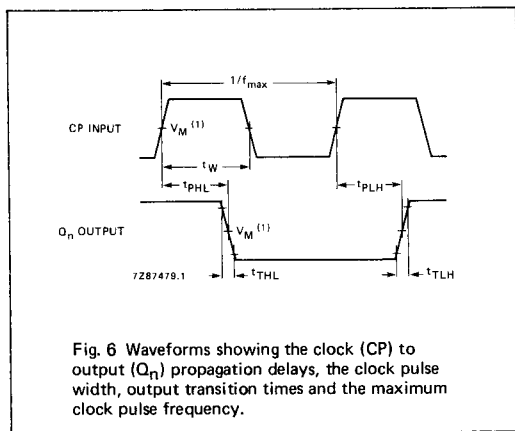 1/fmax
CP INPUT
VM(1)
tW
tPHL
tPLH
Qn OUTPUT
VM(1)
7Z87479.1
tTHL
tTLH
Fig. 6 Waveforms showing the clock (CP) to
output (Qn) propagation delays, the clock pulse
width, output transition times and the maximum
clock pulse frequency.